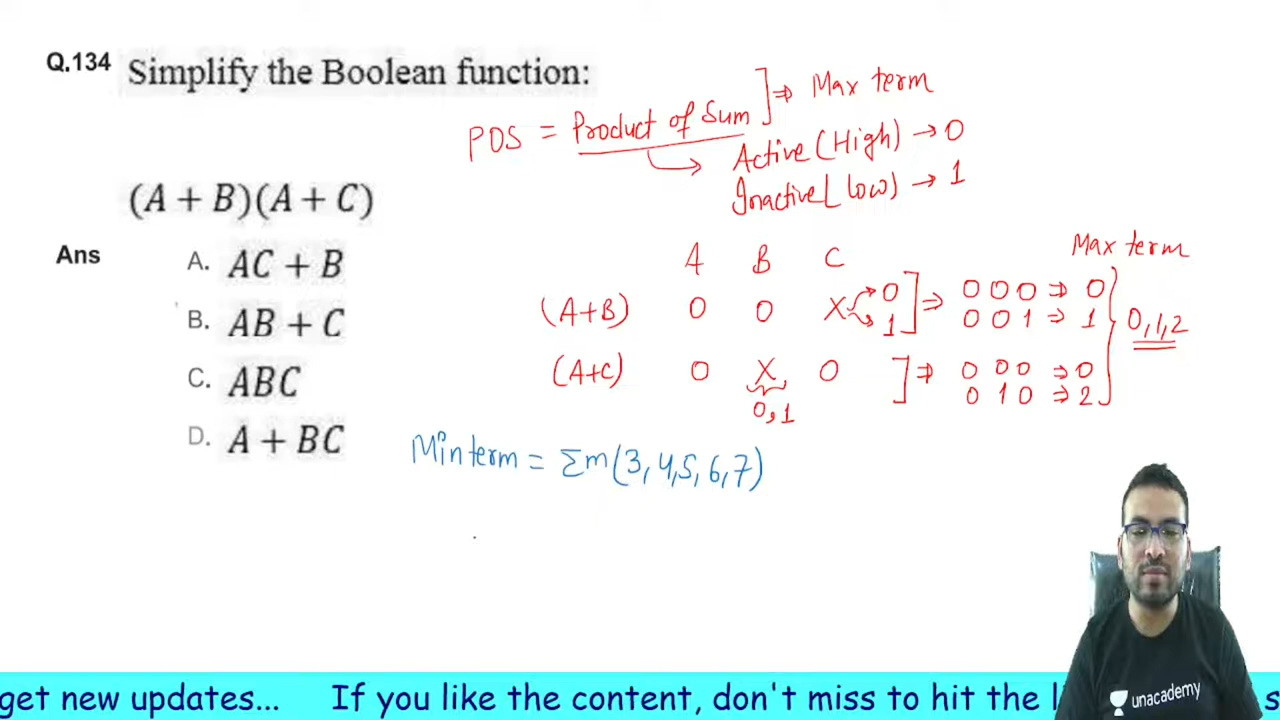 Q.134 Simplify the Boolean function:
POS = Product of Sum ] ⇒ Max term
Active (High) → 0
Inactive (low) → 1
(A + B)(A + C)
Ans
A. AC + B
B. AB + C
C. ABC
D. A + BC
A B C Max term
(A+B) 0 0 X 0 ] ⇒ 0 0 0 ⇒ 0
1 0 0 1 ⇒ 1
0,1,2
(A+C) 0 X 0 ] ⇒ 0 0 0 ⇒ 0
0,1 0 1 0 ⇒ 2
Minterm = Σm(3,4,5,6,7)
unacademy
get new updates... If you like the content, don't miss to hit the li s